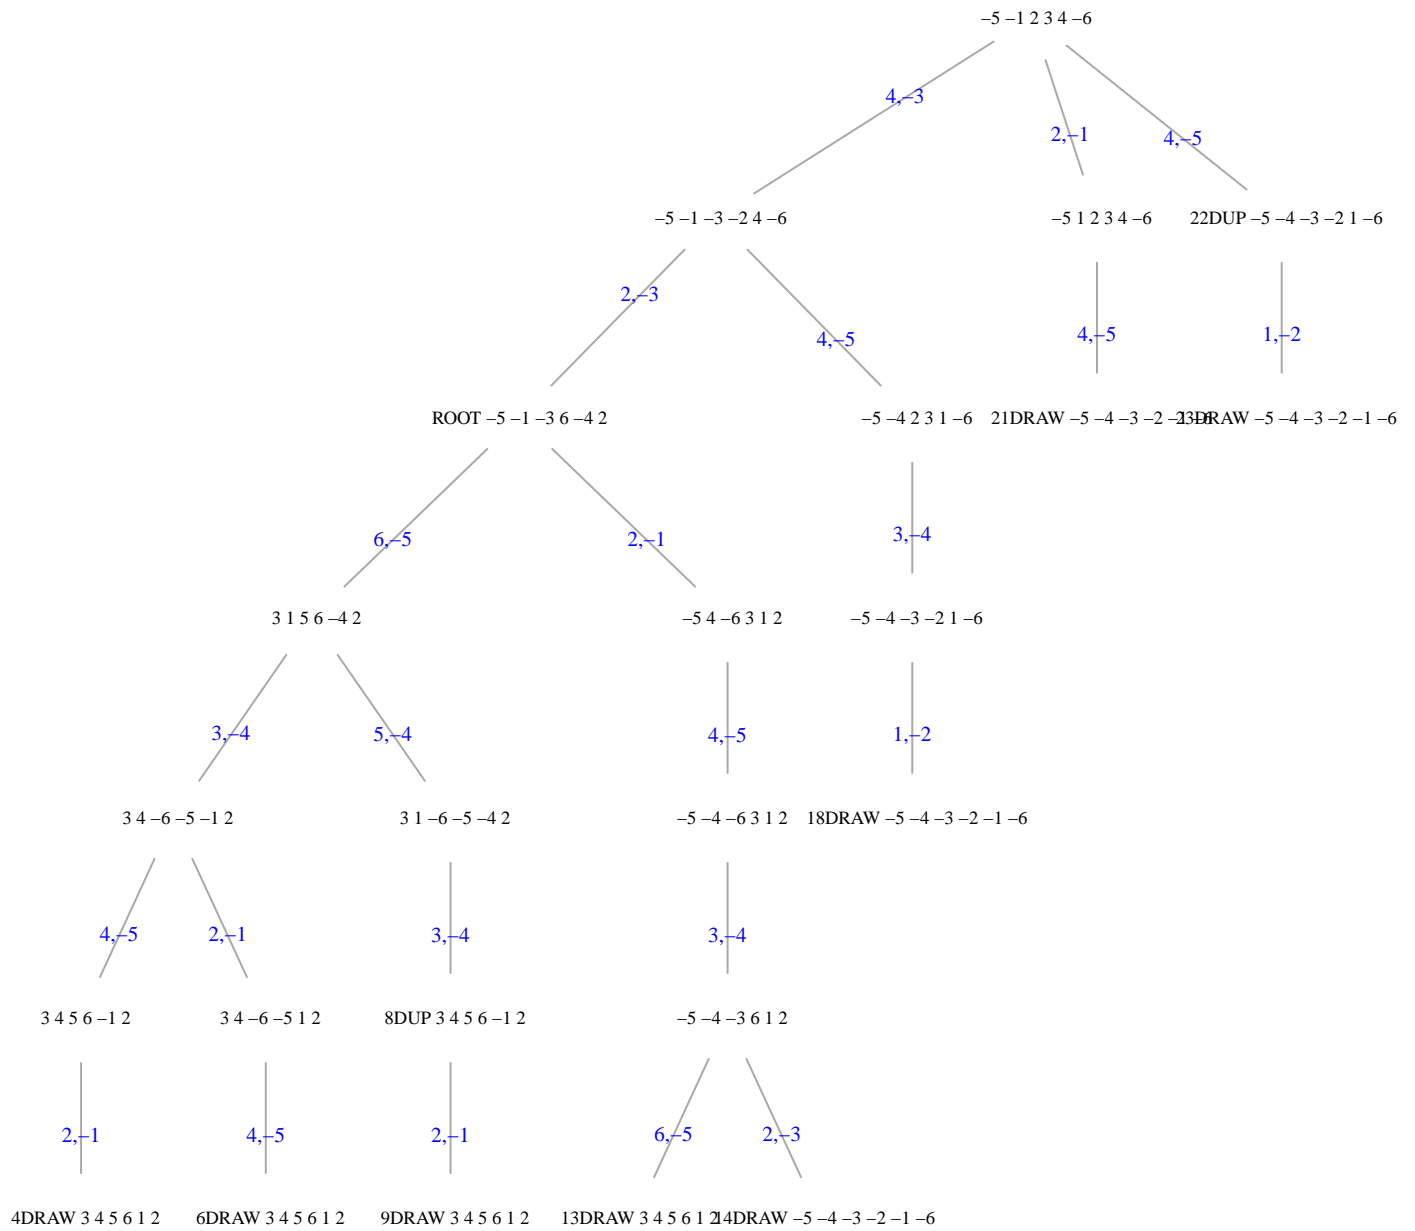 –5 –1 2 3 4 –6
4,–3
2,–1
4,–5
–5 –1 –3 –2 4 –6
–5 1 2 3 4 –6
22DUP –5 –4 –3 –2 1 –6
2,–3
4,–5
4,–5
1,–2
ROOT –5 –1 –3 6 –4 2
–5 –4 2 3 1 –6
21DRAW –5 –4 –3 –2 –1 –6
23DRAW –5 –4 –3 –2 –1 –6
6,–5
2,–1
3,–4
3 1 5 6 –4 2
–5 4 –6 3 1 2
–5 –4 –3 –2 1 –6
3,–4
5,–4
4,–5
1,–2
3 4 –6 –5 –1 2
3 1 –6 –5 –4 2
–5 –4 –6 3 1 2
18DRAW –5 –4 –3 –2 –1 –6
4,–5
2,–1
3,–4
3,–4
3 4 5 6 –1 2
3 4 –6 –5 1 2
8DUP 3 4 5 6 –1 2
–5 –4 –3 6 1 2
2,–1
4,–5
2,–1
6,–5
2,–3
4DRAW 3 4 5 6 1 2
6DRAW 3 4 5 6 1 2
9DRAW 3 4 5 6 1 2
13DRAW 3 4 5 6 1 2
14DRAW –5 –4 –3 –2 –1 –6